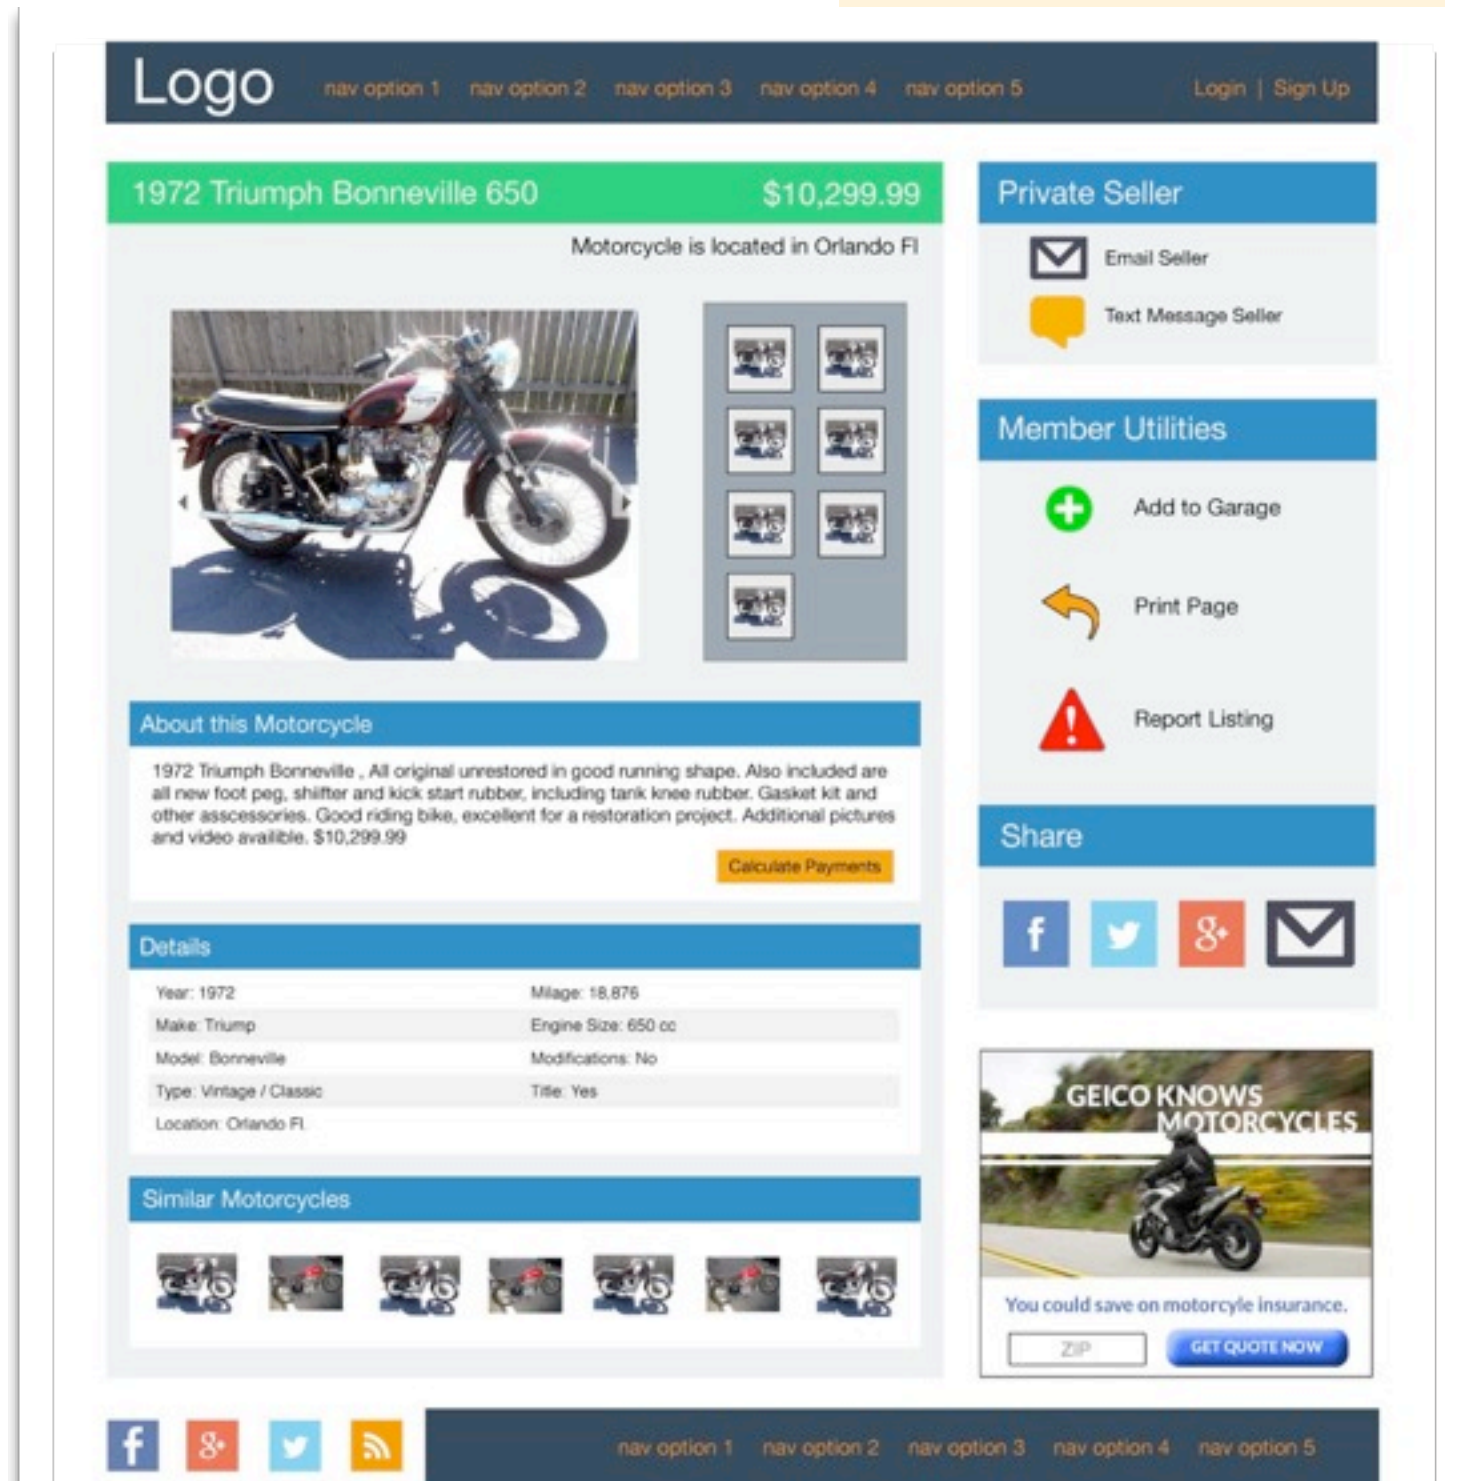 Logo
nav option 1
nav option 2
nav option 3
nav option 4
nav option 5
Login | Sign Up
1972 Triumph Bonneville 650
$10,299.99
Motorcycle is located in Orlando Fl
About this Motorcycle
1972 Triumph Bonneville , All original unrestored in good running shape. Also included are
all new foot peg, shiifter and kick start rubber, including tank knee rubber. Gasket kit and
other asscessories. Good riding bike, excellent for a restoration project. Additional pictures
and video availible. $10,299.99
Calculate Payments
Details
Year: 1972
Milage: 18,876
Make: Triump
Engine Size: 650 cc
Model: Bonneville
Modifications: No
Type: Vintage / Classic
Title: Yes
Location: Orlando Fl.
Similar Motorcycles
Private Seller
Email Seller
Text Message Seller
Member Utilities
Add to Garage
Print Page
Report Listing
Share
f
g+
GEICO KNOWS
MOTORCYCLES
You could save on motorcyle insurance.
ZIP
GET QUOTE NOW
f
g+
nav option 1
nav option 2
nav option 3
nav option 4
nav option 5